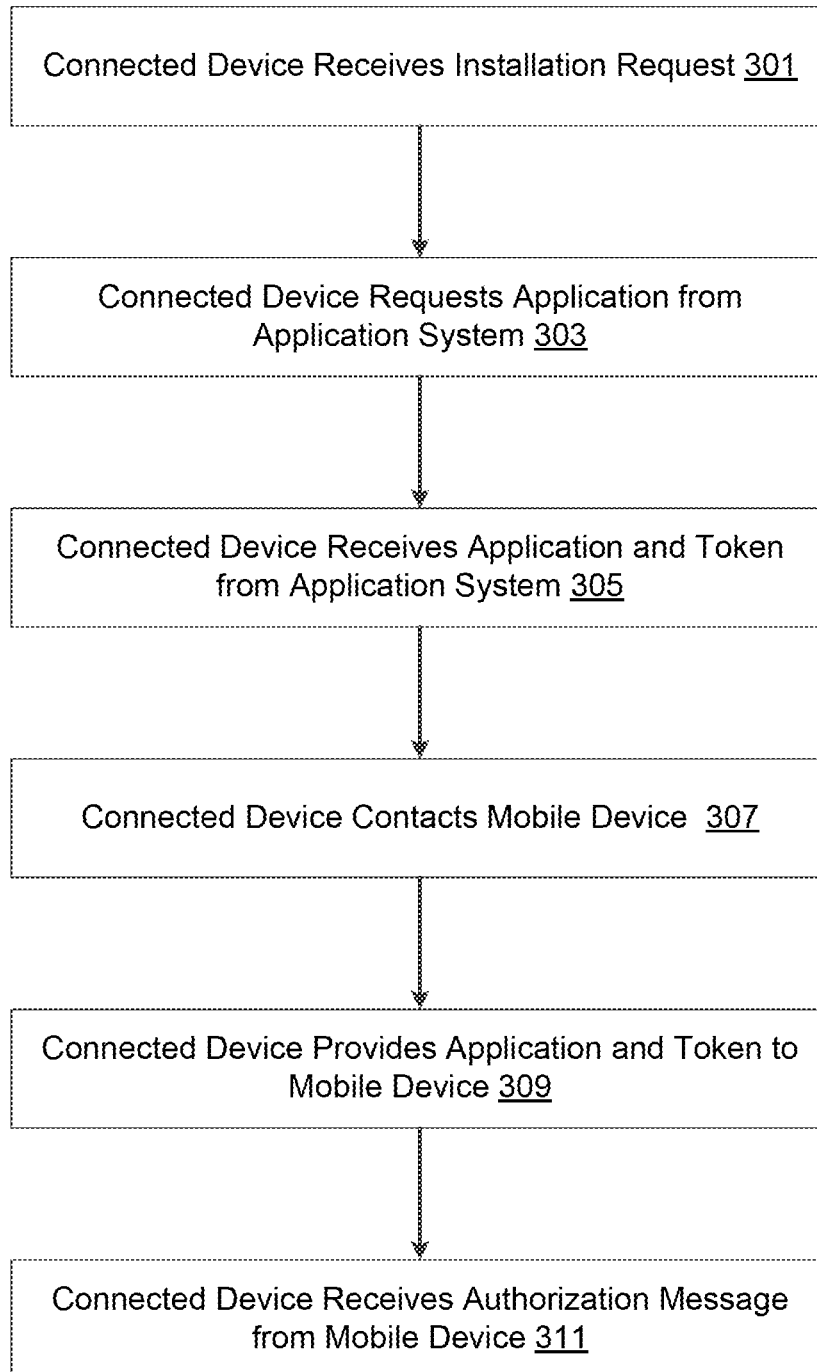 Connected Device Receives Installation Request 301
Connected Device Requests Application from
Application System 303
Connected Device Receives Application and Token
from Application System 305
Connected Device Contacts Mobile Device 307
Connected Device Provides Application and Token to
Mobile Device 309
Connected Device Receives Authorization Message
from Mobile Device 311